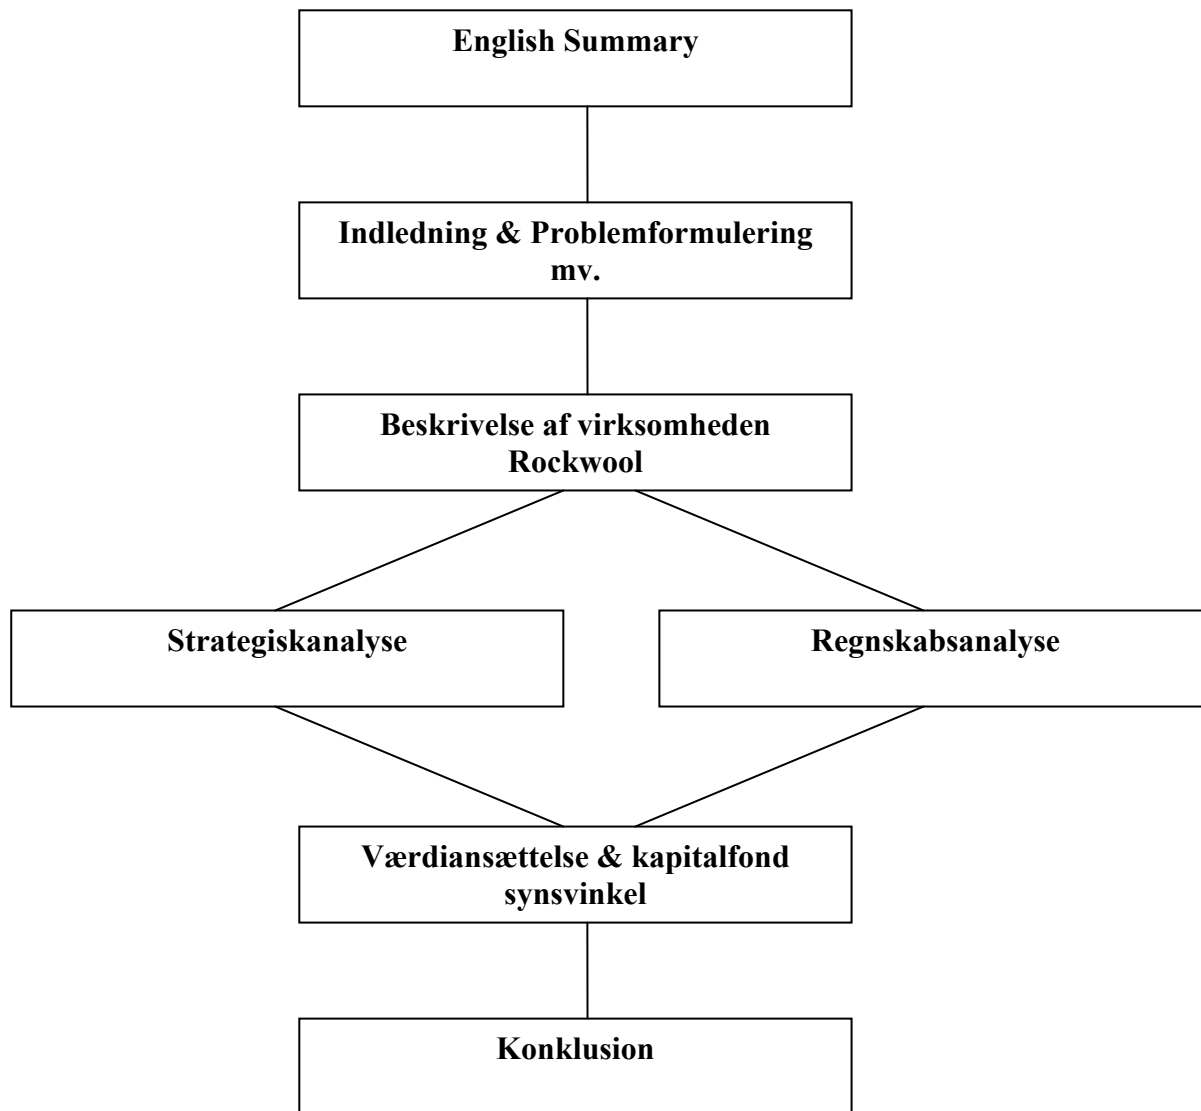 English Summary
Indledning & Problemformulering
mv.
Beskrivelse af virksomheden
Rockwool
Strategiskanalyse
Regnskabsanalyse
Værdiansættelse & kapitalfond
synsvinkel
Konklusion